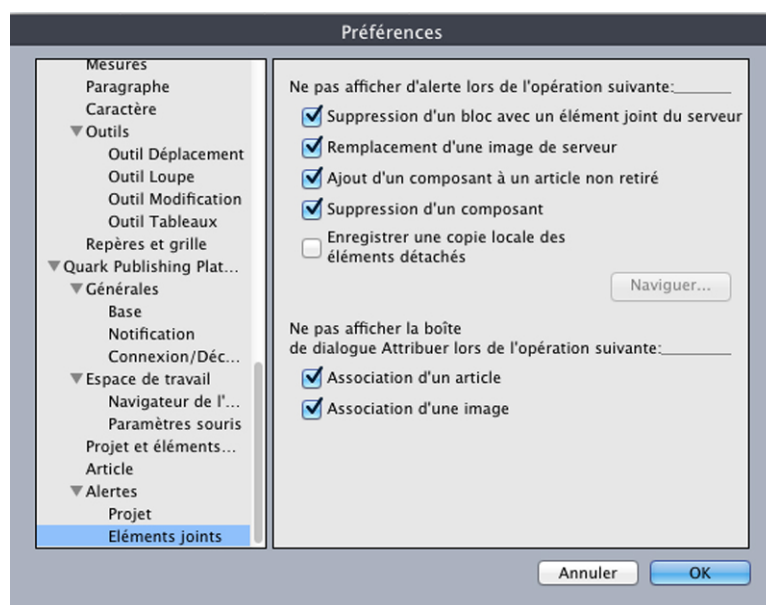 Préférences
Mesures
Paragraphe
Caractère
Outils
Outil Déplacement
Outil Loupe
Outil Modification
Outil Tableaux
Repères et grille
Quark Publishing Plat...
Générales
Base
Notification
Connexion/Déc...
Espace de travail
Navigateur de l'...
Paramètres souris
Projet et éléments...
Article
Alertes
Projet
Eléments joints
Ne pas afficher d'alerte lors de l'opération suivante:
Suppression d'un bloc avec un élément joint du serveur
Remplacement d'une image de serveur
Ajout d'un composant à un article non retiré
Suppression d'un composant
Enregistrer une copie locale des
éléments détachés
Naviguer...
Ne pas afficher la boîte
de dialogue Attribuer lors de l'opération suivante:
Association d'un article
Association d'une image
Annuler
OK